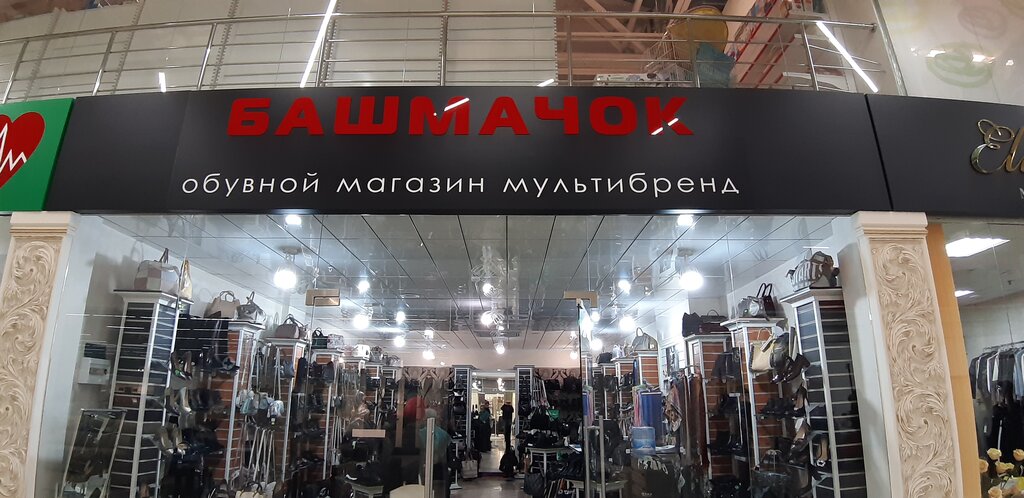 БАШМАЧОК
обувной магазин мультибренд